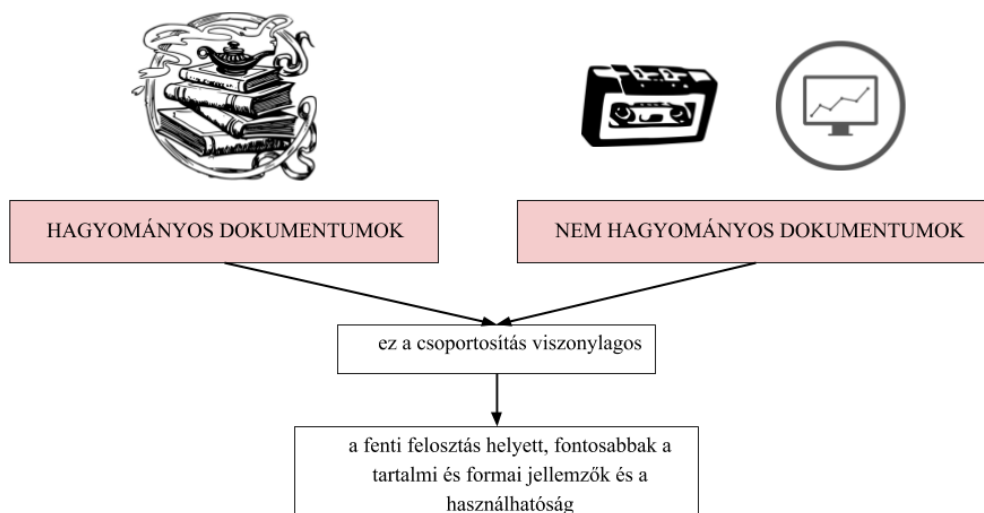 HAGYOMÁNYOS DOKUMENTUMOK
NEM HAGYOMÁNYOS DOKUMENTUMOK
ez a csoportosítás viszonylagos
a fenti felosztás helyett, fontosabbak a
tartalmi és formai jellemzők és a
használhatóság